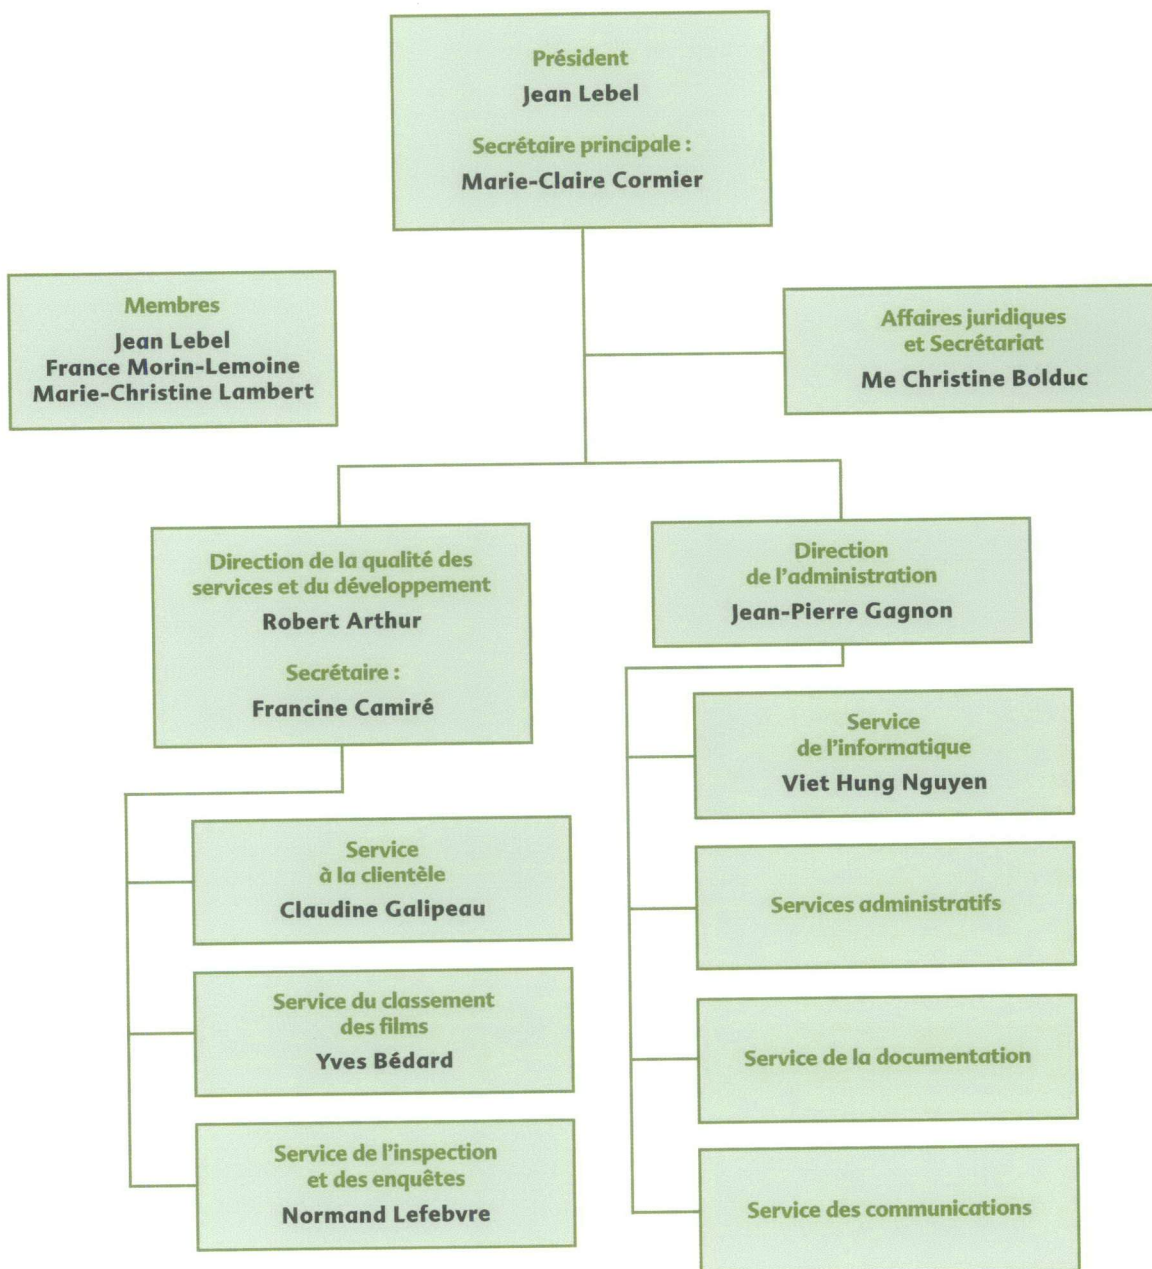 Président
Jean Lebel
Secrétaire principale :
Marie-Claire Cormier
Membres
Jean Lebel
France Morin-Lemoine
Marie-Christine Lambert
Affaires juridiques
et Secrétariat
Me Christine Bolduc
Direction de la qualité des
services et du développement
Robert Arthur
Secrétaire :
Francine Camiré
Service
à la clientèle
Claudine Galipeau
Service du classement
des films
Yves Bédard
Service de l'inspection
et des enquêtes
Normand Lefebvre
Direction
de l'administration
Jean-Pierre Gagnon
Service
de l'informatique
Viet Hung Nguyen
Services administratifs
Service de la documentation
Service des communications